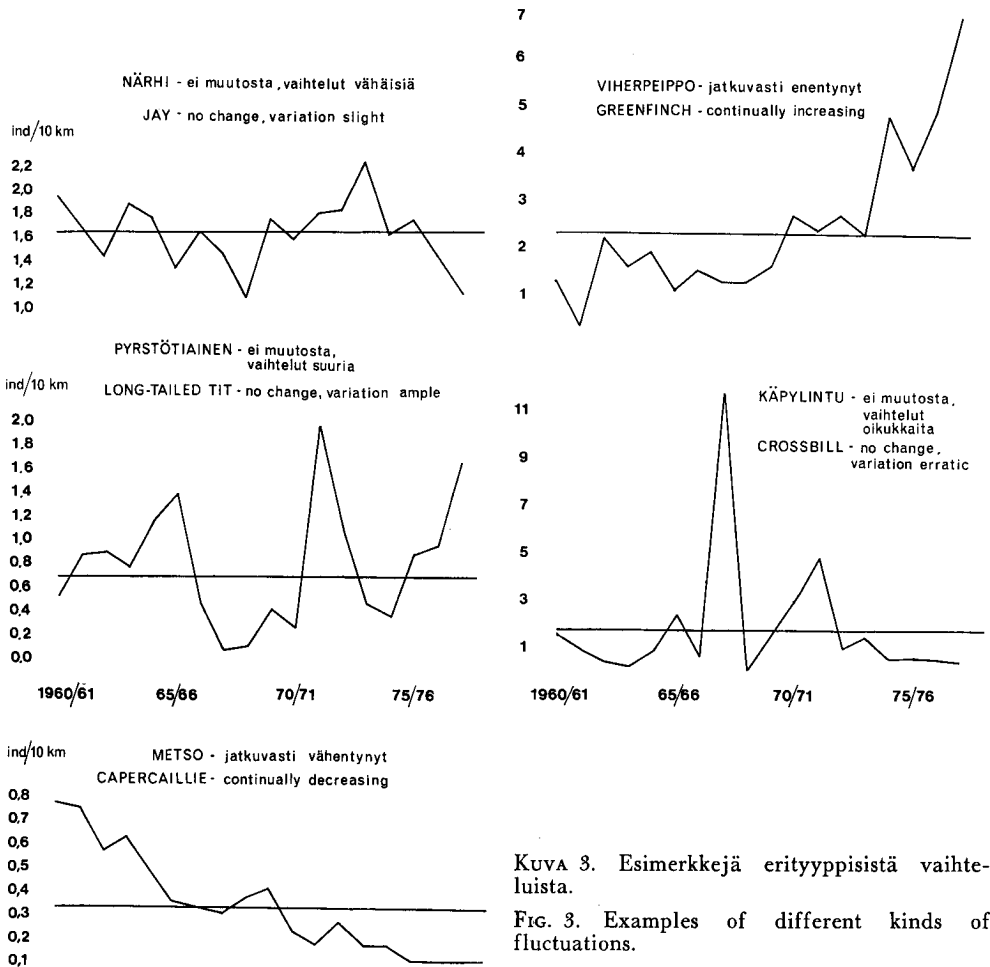 NÄRHI - ei muutosta, vaihtelut vähäisiä
JAY - no change, variation slight
ind/10 km
2,2
2,0
1,8
1,6
1,4
1,2
1,0
VIHERPEIPPO - jatkuvasti enentynyt
GREENFINCH - continually increasing
7
6
5
4
3
2
1
PYRSTÖTIAINEN - ei muutosta,
vaihtelut suuria
LONG-TAILED TIT - no change, variation ample
ind/10 km
2,0
1,8
1,6
1,4
1,2
1,0
0,8
0,6
0,4
0,2
0,0
1960/61 65/66 70/71 75/76
KÄPYLINTU - ei muutosta,
vaihtelut
oikukkaita
CROSSBILL - no change,
variation erratic
11
9
7
5
3
1
1960/61 65/66 70/71 75/76
METSO - jatkuvasti vähentynyt
CAPERCAILLIE - continually decreasing
ind/10 km
0,8
0,7
0,6
0,5
0,4
0,3
0,2
0,1
KUVA 3. Esimerkkejä erityyppisistä vaihte-
luista.
FIG. 3. Examples of different kinds of
fluctuations.